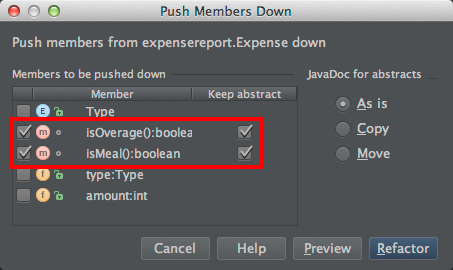 Push Members Down
Push members from expensereport.Expense down
Members to be pushed down
JavaDoc for abstracts
Member
Keep abstract
E Type
m isOverage():boolea
m isMeal():boolean
f type:Type
f amount:int
As is
Copy
Move
Cancel
Help
Preview
Refactor